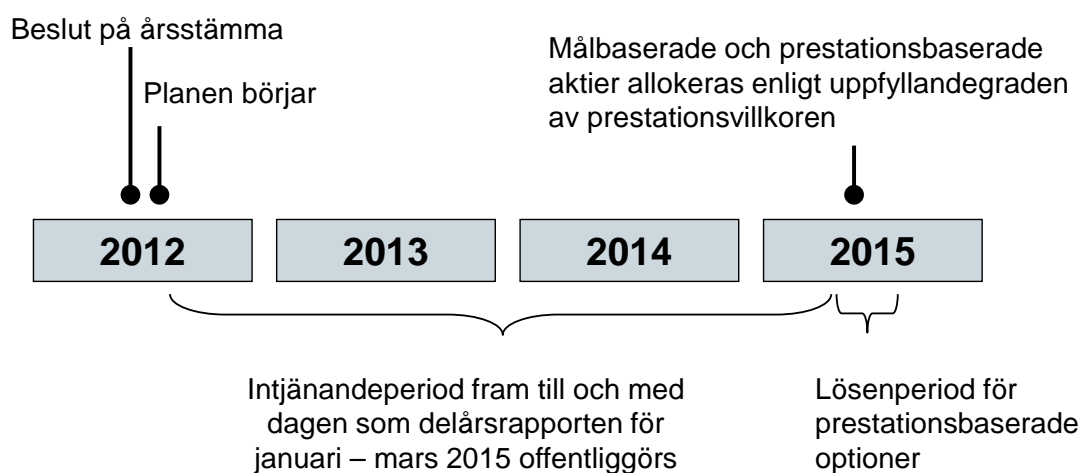 Beslut på årsstämma
Planen börjar
Målbaserade och prestationsbaserade
aktier allokeras enligt uppfyllandegraden
av prestationsvillkoren
2012
2013
2014
2015
Intjänandeperiod fram till och med
dagen som delårsrapporten för
januari – mars 2015 offentliggörs
Lösenperiod för
prestationsbaserade
optioner